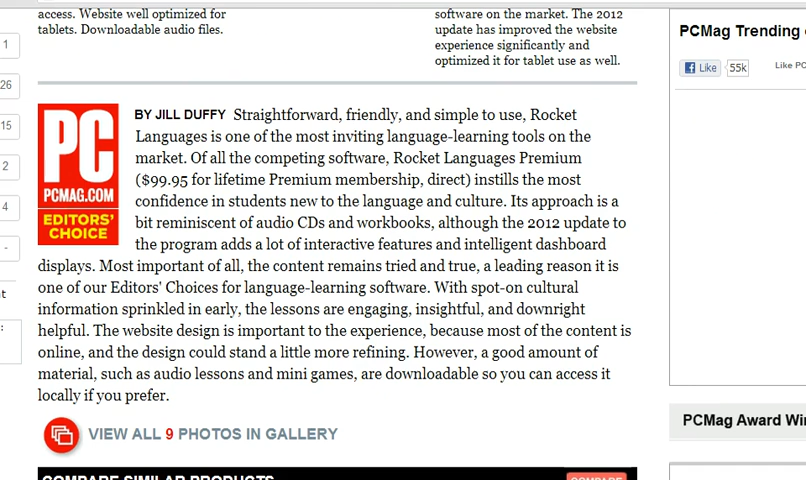 access. Website well optimized for
tablets. Downloadable audio files.
software on the market. The 2012
update has improved the website
experience significantly and
optimized it for tablet use as well.
1
26
15
2
4
-
nt
:
PC
PCMAG.COM
EDITORS'
CHOICE
BY JILL DUFFY Straightforward, friendly, and simple to use, Rocket
Languages is one of the most inviting language-learning tools on the
market. Of all the competing software, Rocket Languages Premium
($99.95 for lifetime Premium membership, direct) instills the most
confidence in students new to the language and culture. Its approach is a
bit reminiscent of audio CDs and workbooks, although the 2012 update to
the program adds a lot of interactive features and intelligent dashboard
displays. Most important of all, the content remains tried and true, a leading reason it is
one of our Editors' Choices for language-learning software. With spot-on cultural
information sprinkled in early, the lessons are engaging, insightful, and downright
helpful. The website design is important to the experience, because most of the content is
online, and the design could stand a little more refining. However, a good amount of
material, such as audio lessons and mini games, are downloadable so you can access it
locally if you prefer.
VIEW ALL 9 PHOTOS IN GALLERY
COMPARE SIMILAR PRODUCTS
COMPARE
PCMag Trending
Like 55k
Like PC
PCMag Award Win